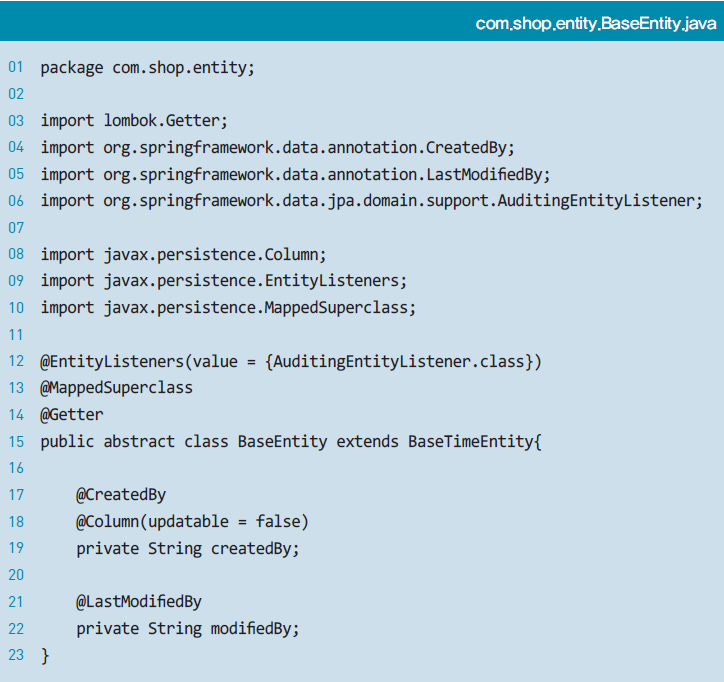 com.shop.entity.BaseEntity.java
01 package com.shop.entity;
02
03 import lombok.Getter;
04 import org.springframework.data.annotation.CreatedBy;
05 import org.springframework.data.annotation.LastModifiedBy;
06 import org.springframework.data.jpa.domain.support.AuditingEntityListener;
07
08 import javax.persistence.Column;
09 import javax.persistence.EntityListeners;
10 import javax.persistence.MappedSuperclass;
11
12 @EntityListeners(value = {AuditingEntityListener.class})
13 @MappedSuperclass
14 @Getter
15 public abstract class BaseEntity extends BaseTimeEntity{
16
17     @CreatedBy
18     @Column(updatable = false)
19     private String createdBy;
20
21     @LastModifiedBy
22     private String modifiedBy;
23 }